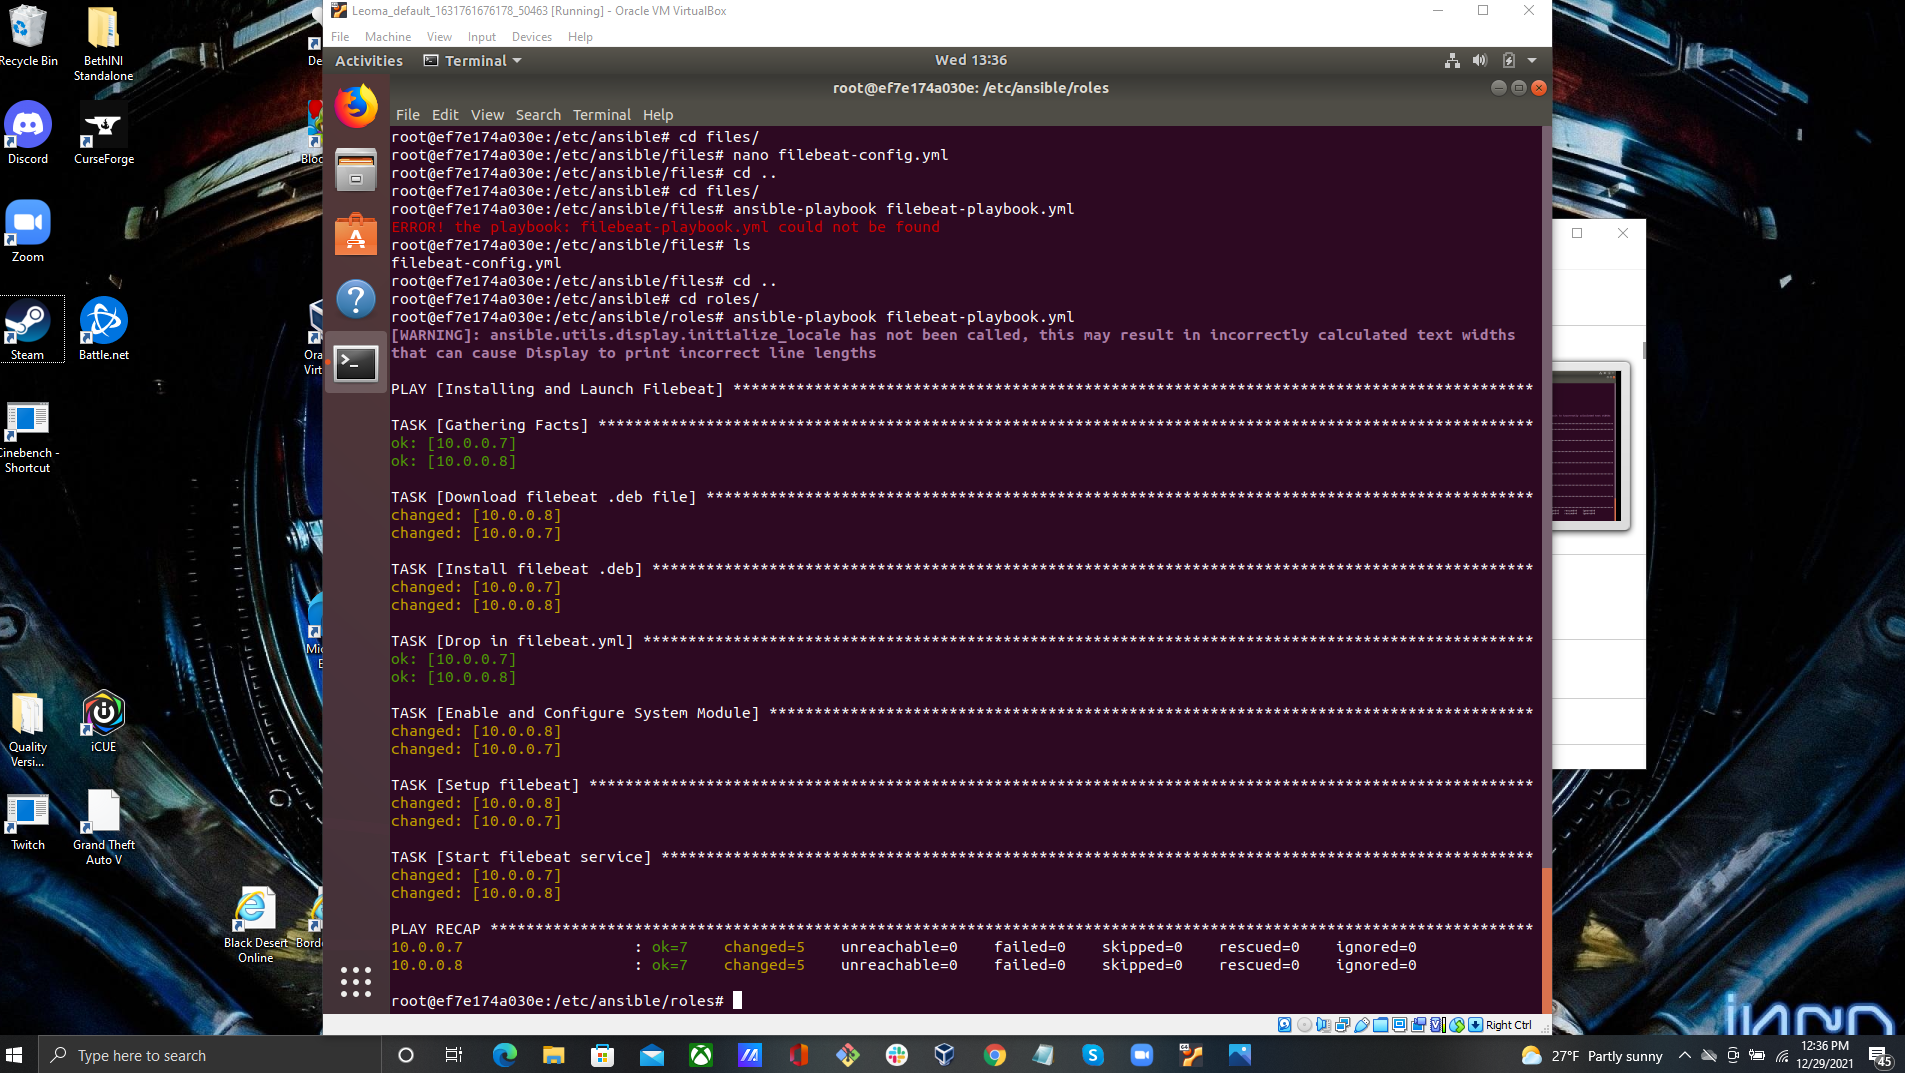 Leoma_default_1631761676178_50463 [Running] - Oracle VM VirtualBox
File Machine View Input Devices Help
Activities Terminal Wed 13:36
root@ef7e174a030e: /etc/ansible/roles
File Edit View Search Terminal Help
root@ef7e174a030e:/etc/ansible# cd files/
root@ef7e174a030e:/etc/ansible/files# nano filebeat-config.yml
root@ef7e174a030e:/etc/ansible/files# cd ..
root@ef7e174a030e:/etc/ansible# cd files/
root@ef7e174a030e:/etc/ansible/files# ansible-playbook filebeat-playbook.yml
ERROR! the playbook: filebeat-playbook.yml could not be found
root@ef7e174a030e:/etc/ansible/files# ls
filebeat-config.yml
root@ef7e174a030e:/etc/ansible/files# cd ..
root@ef7e174a030e:/etc/ansible# cd roles/
root@ef7e174a030e:/etc/ansible/roles# ansible-playbook filebeat-playbook.yml
[WARNING]: ansible.utils.display.initialize_locale has not been called, this may result in incorrectly calculated text widths
that can cause Display to print incorrect line lengths
PLAY [Installing and Launch Filebeat] *****************************************************************************************
TASK [Gathering Facts] ********************************************************************************************************
ok: [10.0.0.7]
ok: [10.0.0.8]
TASK [Download filebeat .deb file] ********************************************************************************************
changed: [10.0.0.8]
changed: [10.0.0.7]
TASK [Install filebeat .deb] **************************************************************************************************
changed: [10.0.0.7]
changed: [10.0.0.8]
TASK [Drop in filebeat.yml] ***************************************************************************************************
ok: [10.0.0.7]
ok: [10.0.0.8]
TASK [Enable and Configure System Module] *************************************************************************************
changed: [10.0.0.8]
changed: [10.0.0.7]
TASK [Setup filebeat] *********************************************************************************************************
changed: [10.0.0.8]
changed: [10.0.0.7]
TASK [Start filebeat service] *************************************************************************************************
changed: [10.0.0.7]
changed: [10.0.0.8]
PLAY RECAP ********************************************************************************************************************
10.0.0.7 : ok=7 changed=5 unreachable=0 failed=0 skipped=0 rescued=0 ignored=0
10.0.0.8 : ok=7 changed=5 unreachable=0 failed=0 skipped=0 rescued=0 ignored=0
root@ef7e174a030e:/etc/ansible/roles#
Right Ctrl
Recycle Bin
BethINI
Standalone
Discord
CurseForge
Zoom
Steam
Battle.net
Cinebench -
Shortcut
Quality
Versi...
iCUE
Twitch
Grand Theft
Auto V
Black Desert
Online
Type here to search
27°F Partly sunny
12:36 PM
12/29/2021
45